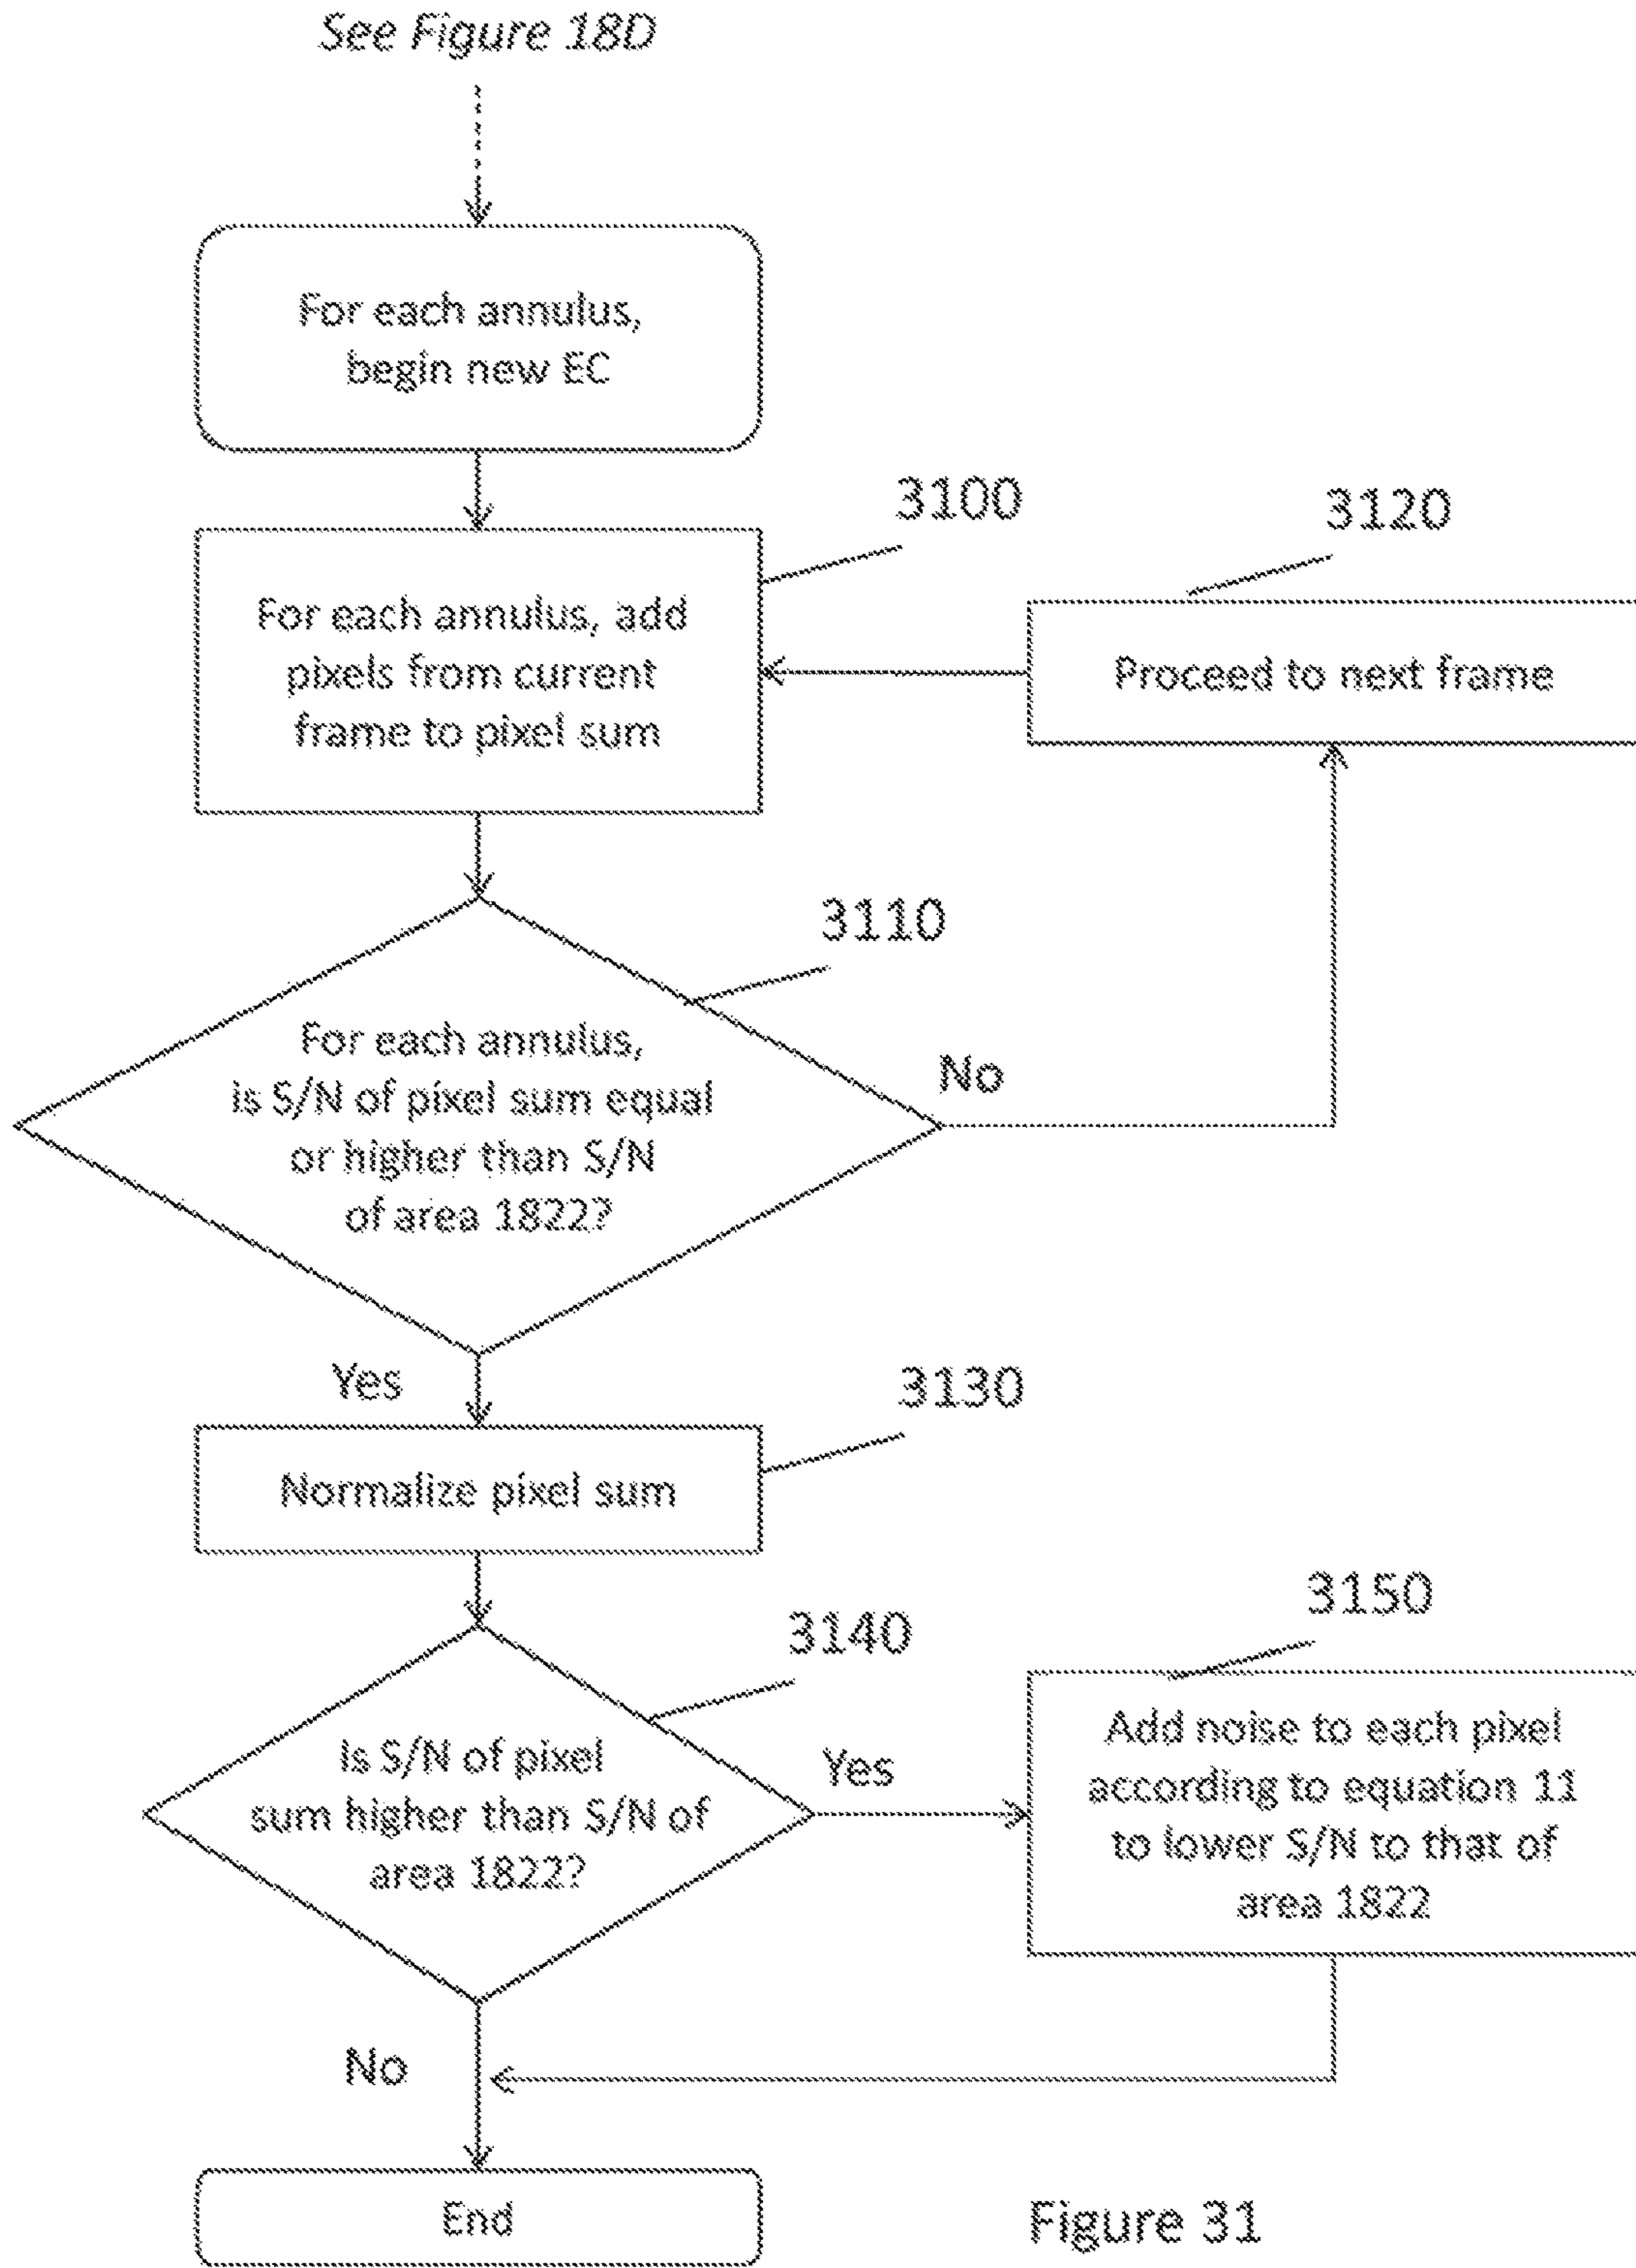 See Figure 18D
For each annulus,
begin new EC
3100
3120
For each annulus, add
pixels from current
frame to pixel sum
Proceed to next frame
3110
For each annulus,
is S/N of pixel sum equal
or higher than S/N
of area 1822?
No
Yes
3130
Normalize pixel sum
3140
3150
Is S/N of pixel
sum higher than S/N of
area 1822?
Yes
Add noise to each pixel
according to equation 11
to lower S/N to that of
area 1822
No
End
Figure 31